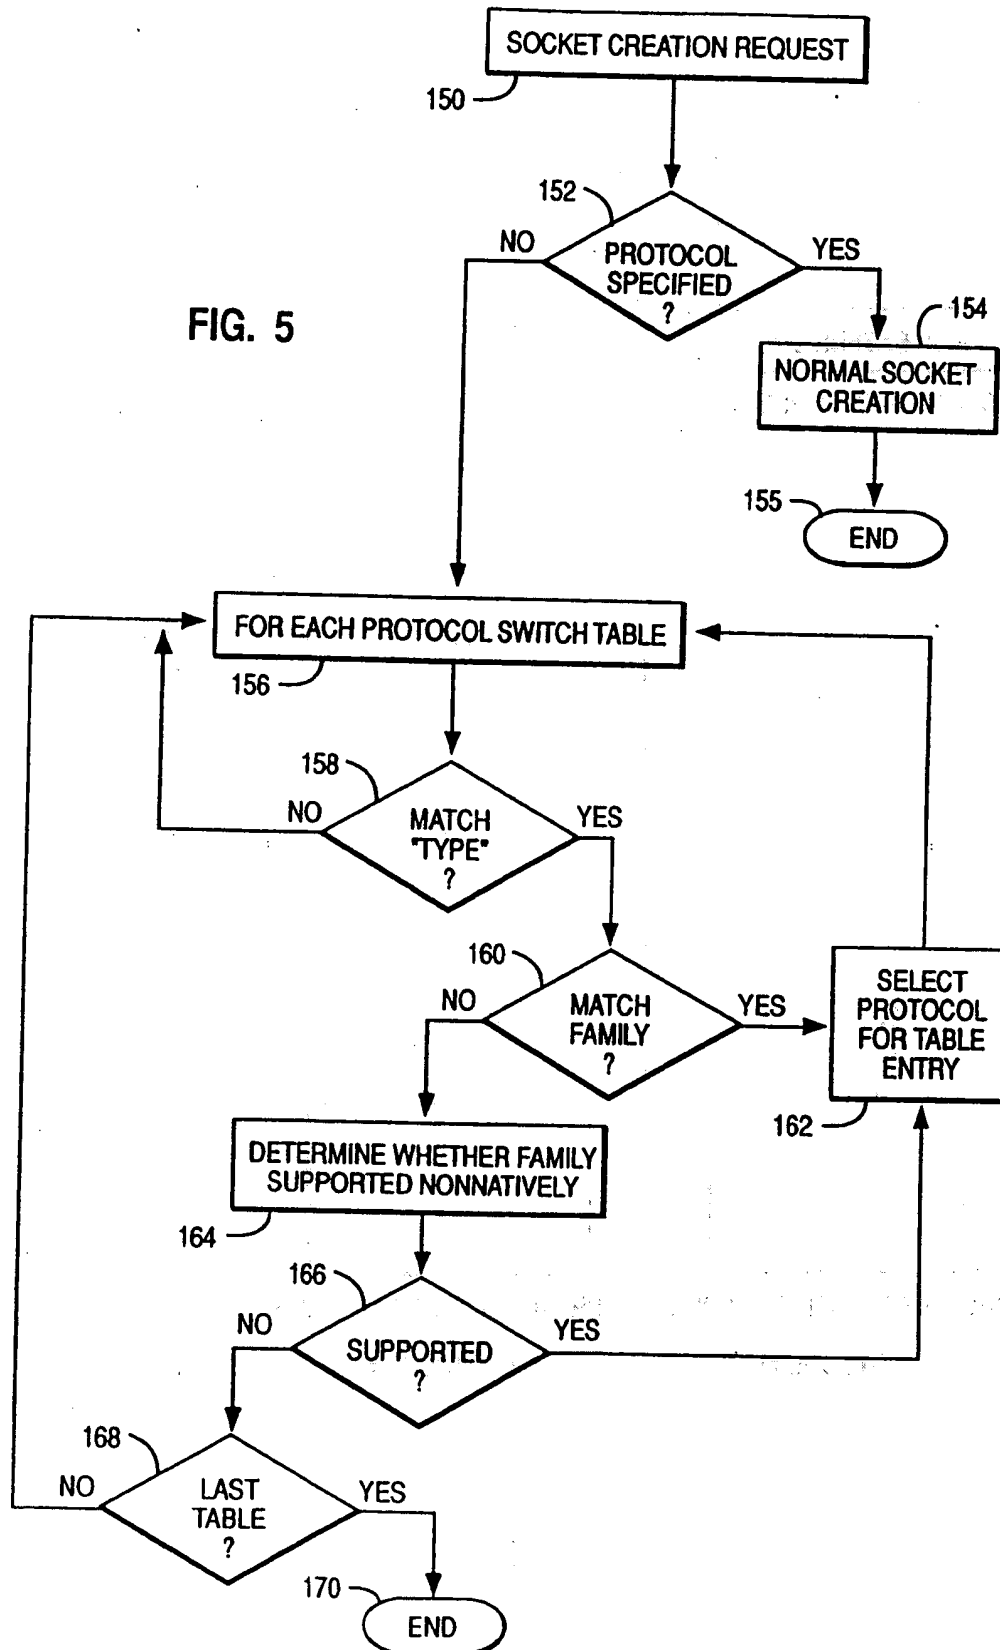 SOCKET CREATION REQUEST
150
152
NO
PROTOCOL
SPECIFIED
?
YES
FIG. 5
154
NORMAL SOCKET
CREATION
155
END
FOR EACH PROTOCOL SWITCH TABLE
156
158
NO
MATCH
"TYPE"
?
YES
160
NO
MATCH
FAMILY
?
YES
SELECT
PROTOCOL
FOR TABLE
ENTRY
162
DETERMINE WHETHER FAMILY
SUPPORTED NONNATIVELY
164
166
NO
SUPPORTED
?
YES
168
NO
LAST
TABLE
?
YES
170
END